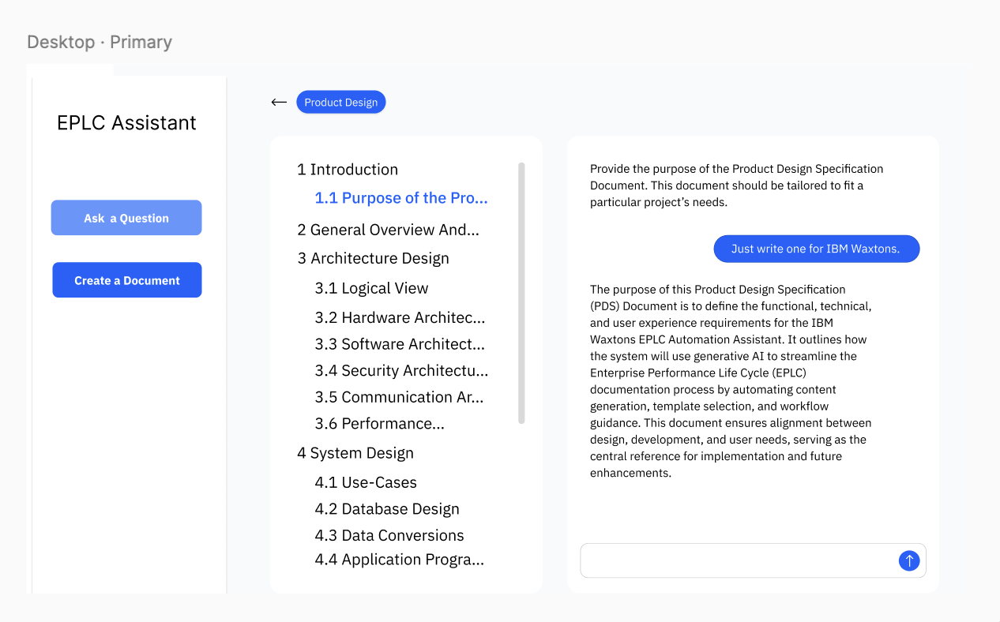 Desktop · Primary
EPLC Assistant
Ask a Question
Create a Document
Product Design
1 Introduction
1.1 Purpose of the Pro...
2 General Overview And...
3 Architecture Design
3.1 Logical View
3.2 Hardware Architec...
3.3 Software Architect...
3.4 Security Architectu...
3.5 Communication Ar...
3.6 Performance...
4 System Design
4.1 Use-Cases
4.2 Database Design
4.3 Data Conversions
4.4 Application Progra...
Provide the purpose of the Product Design Specification
Document. This document should be tailored to fit a
particular project’s needs.
Just write one for IBM Waxtons.
The purpose of this Product Design Specification
(PDS) Document is to define the functional, technical,
and user experience requirements for the IBM
Waxtons EPLC Automation Assistant. It outlines how
the system will use generative AI to streamline the
Enterprise Performance Life Cycle (EPLC)
documentation process by automating content
generation, template selection, and workflow
guidance. This document ensures alignment between
design, development, and user needs, serving as the
central reference for implementation and future
enhancements.